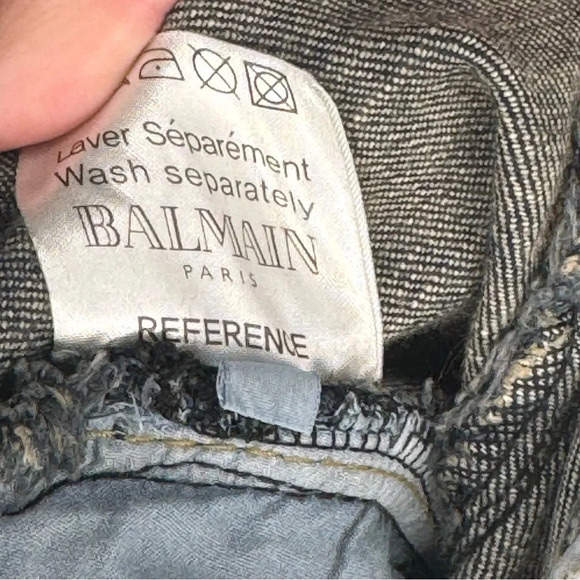 Laver Séparément
Wash separately
BALMAIN
PARIS
REFERENCE